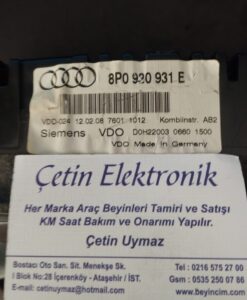 8P0 920 931 E
VDD-024 12.02.08 7601 1012 Kombiinstr. AB2
Siemens VDO D0H22003 0660 1500
VDO Made in Germany
Çetin Elektronik
Her Marka Araç Beyinleri Tamiri ve Satışı
KM Saat Bakım ve Onarımı Yapılır.
Çetin Uymaz
Bostacı Oto San. Sit. Menekşe Sk.
I Blok No:28 İçerenköy - Ataşehir / İST.
E-mail: cetinuymaz@hotmail.com
Tel : 0216 575 27 00
Gsm : 0535 250 07 88
www.beyincim.com